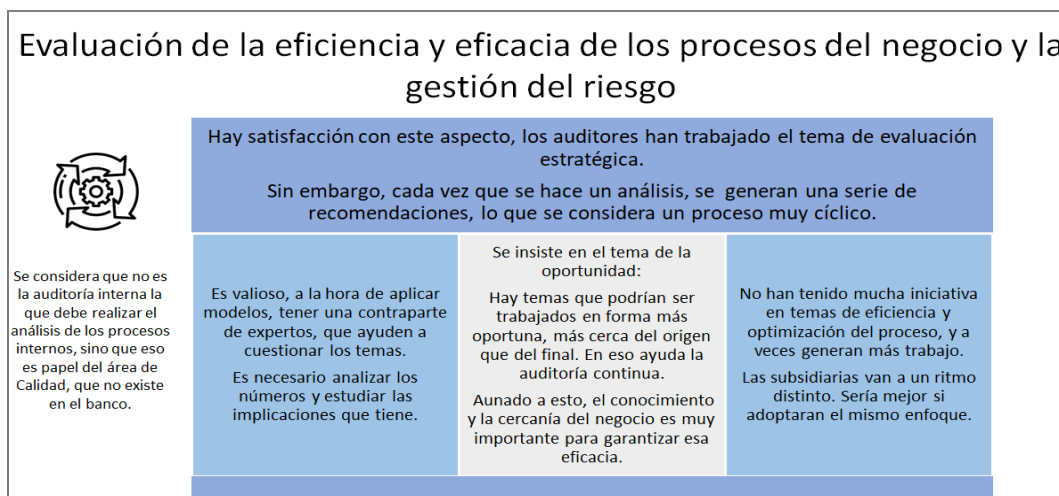 Evaluación de la eficiencia y eficacia de los procesos del negocio y la
gestión del riesgo
Hay satisfacción con este aspecto, los auditores han trabajado el tema de evaluación
estratégica.
Sin embargo, cada vez que se hace un análisis, se generan una serie de
recomendaciones, lo que se considera un proceso muy cíclico.
Se considera que no es
la auditoría interna la
que debe realizar el
análisis de los procesos
internos, sino que eso
es papel del área de
Calidad, que no existe
en el banco.
Es valioso, a la hora de aplicar
modelos, tener una contraparte
de expertos, que ayuden a
cuestionar los temas.
Es necesario analizar los
números y estudiar las
implicaciones que tiene.
Se insiste en el tema de la
oportunidad:
Hay temas que podrían ser
trabajados en forma más
oportuna, más cerca del origen
que del final. En eso ayuda la
auditoría continua.
Aunado a esto, el conocimiento
y la cercanía del negocio es muy
importante para garantizar esa
eficacia.
No han tenido mucha iniciativa
en temas de eficiencia y
optimización del proceso, y a
veces generan más trabajo.
Las subsidiarias van a un ritmo
distinto. Sería mejor si
adoptaran el mismo enfoque.